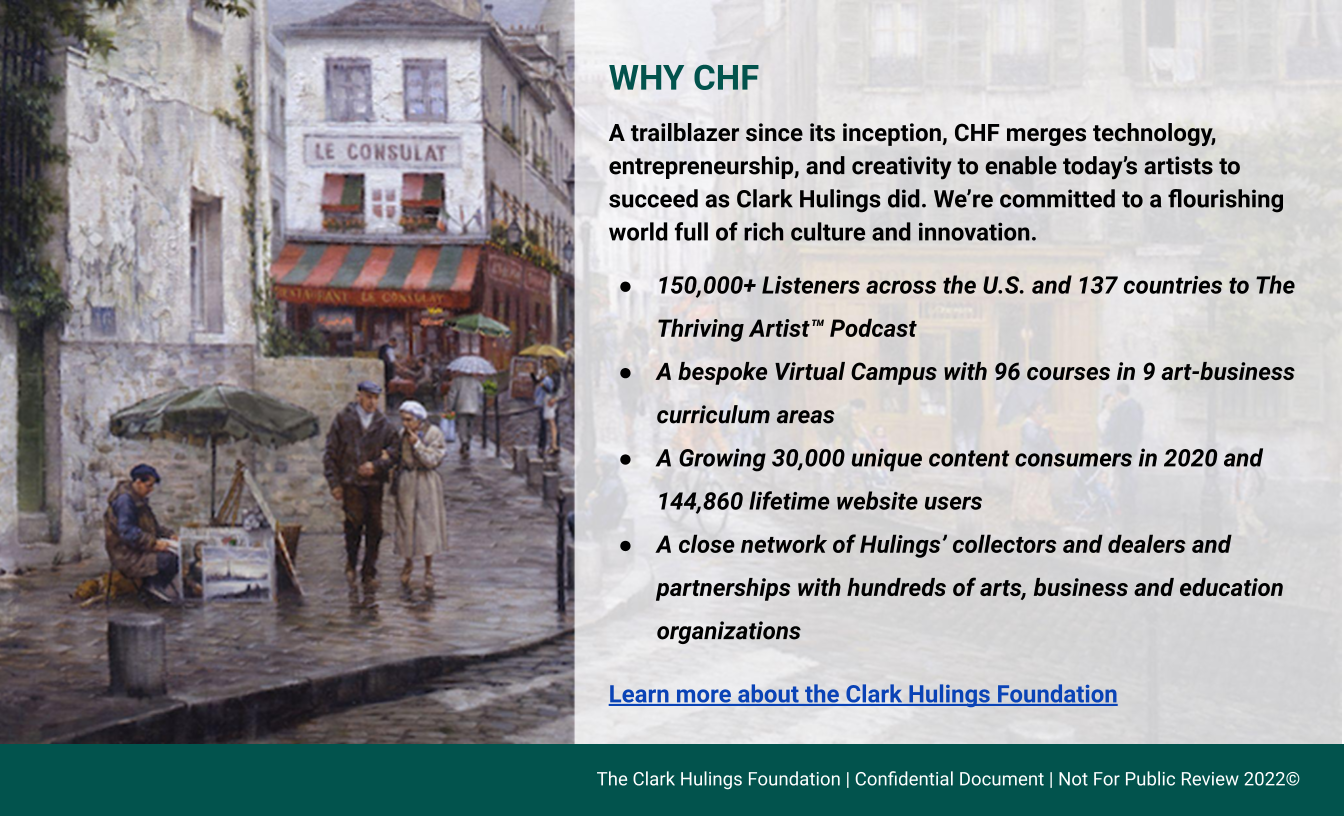 WHY CHF
A trailblazer since its inception, CHF merges technology,
entrepreneurship, and creativity to enable today’s artists to
succeed as Clark Hulings did. We’re committed to a flourishing
world full of rich culture and innovation.
● 150,000+ Listeners across the U.S. and 137 countries to The
Thriving Artist™ Podcast
● A bespoke Virtual Campus with 96 courses in 9 art-business
curriculum areas
● A Growing 30,000 unique content consumers in 2020 and
144,860 lifetime website users
● A close network of Hulings’ collectors and dealers and
partnerships with hundreds of arts, business and education
organizations
Learn more about the Clark Hulings Foundation
LE CONSULAT
LE CONSULAT
The Clark Hulings Foundation | Confidential Document | Not For Public Review 2022©